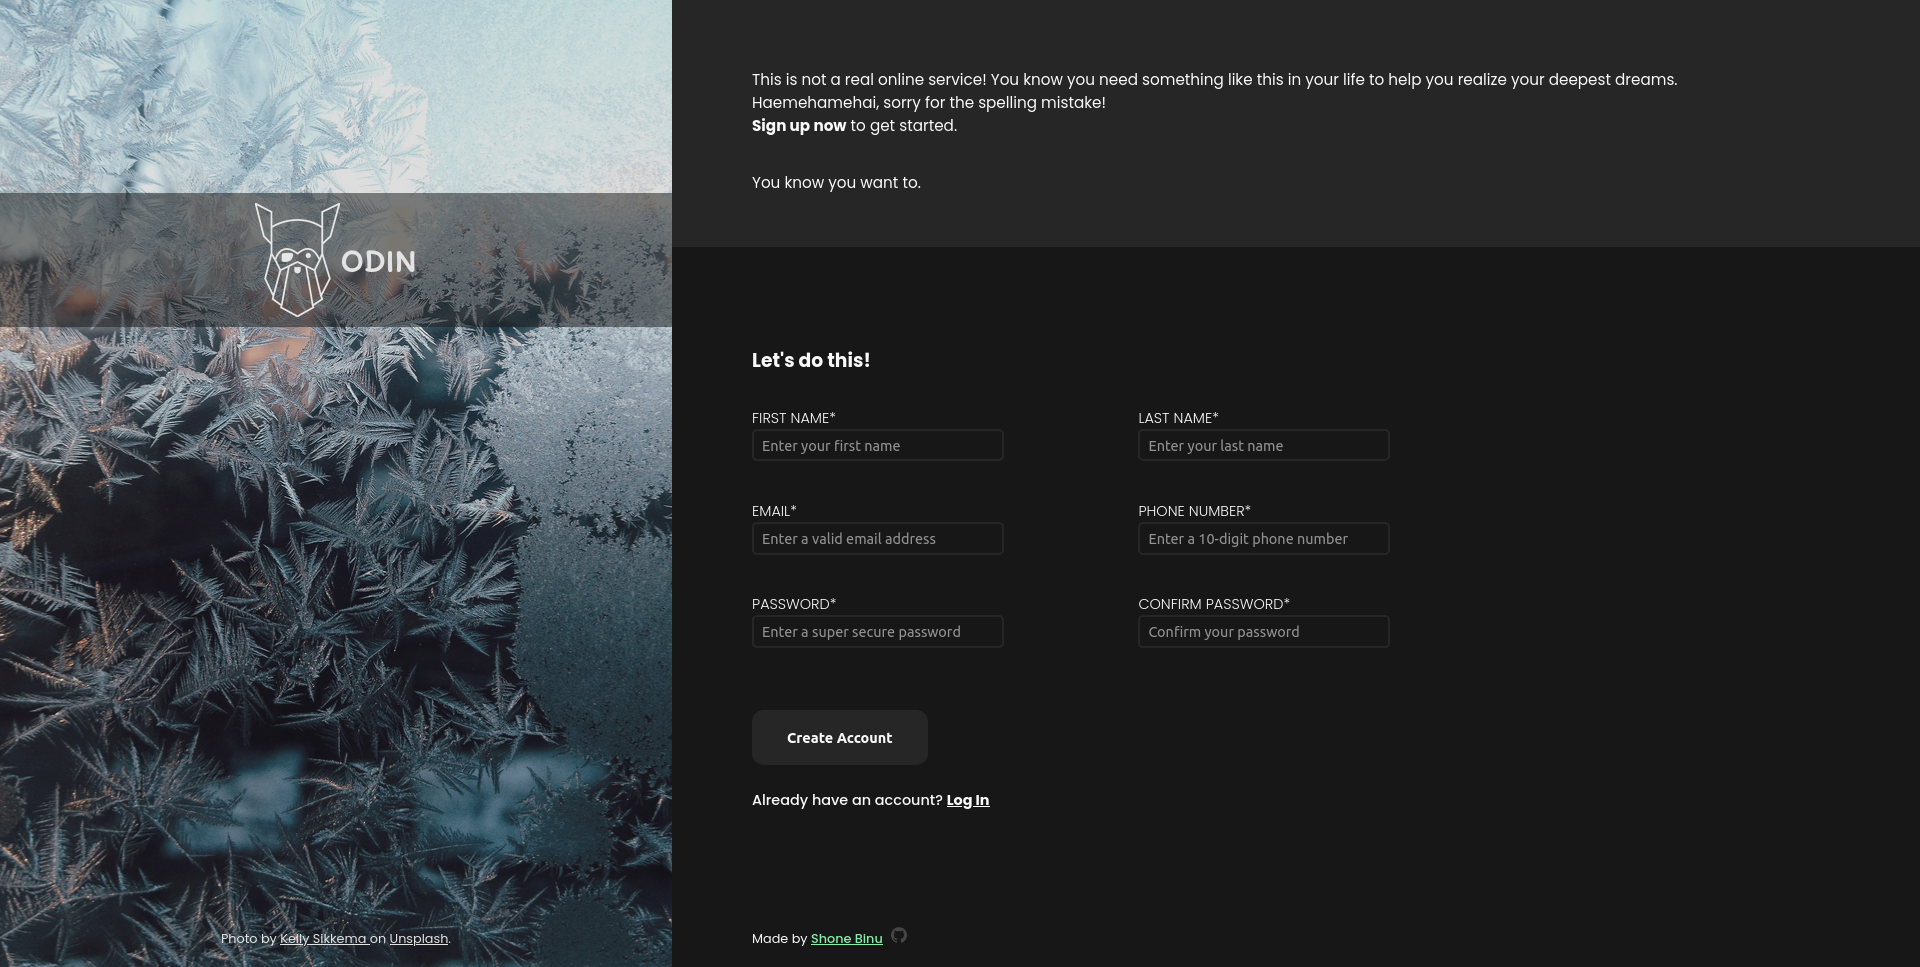 ODIN
Photo by Kelly Sikkema on Unsplash.
This is not a real online service! You know you need something like this in your life to help you realize your deepest dreams.
Haemehamehai, sorry for the spelling mistake!
Sign up now to get started.
You know you want to.
Let's do this!
FIRST NAME*
LAST NAME*
Enter your first name
Enter your last name
EMAIL*
PHONE NUMBER*
Enter a valid email address
Enter a 10-digit phone number
PASSWORD*
CONFIRM PASSWORD*
Enter a super secure password
Confirm your password
Create Account
Already have an account? Log In
Made by Shone Binu